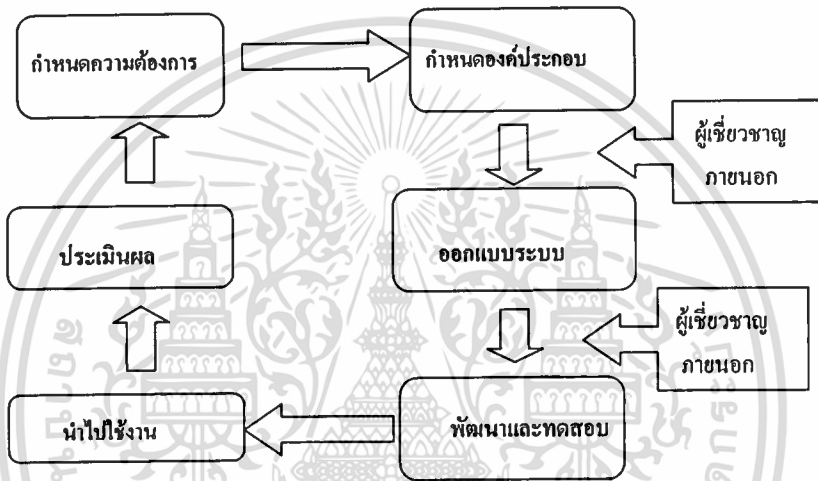 กำหนดความต้องการ
กำหนดองค์ประกอบ
ผู้เชี่ยวชาญ
ภายนอก
ประเมินผล
ออกแบบระบบ
ผู้เชี่ยวชาญ
ภายนอก
นำไปใช้งาน
พัฒนาและทดสอบ